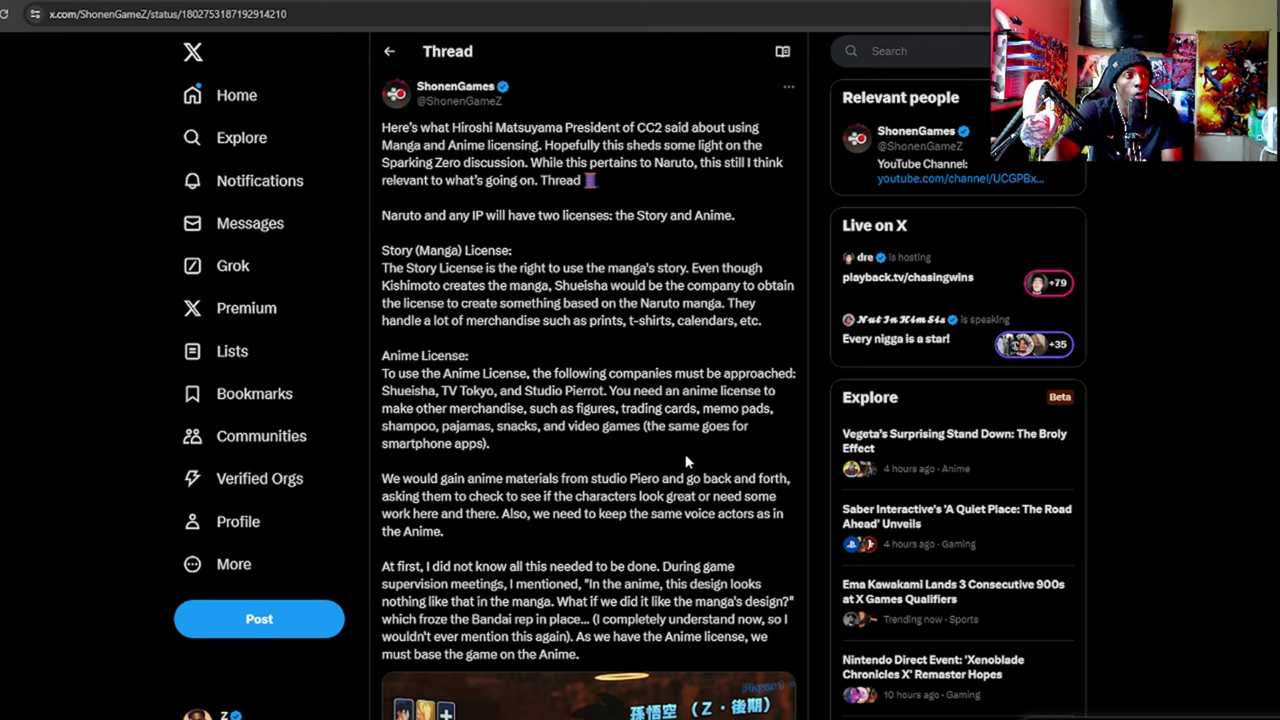 x.com/ShonenGameZ/status/1802753187192914210
Home
Explore
Notifications
Messages
Grok
Premium
Lists
Bookmarks
Communities
Verified Orgs
Profile
More
Post
Z
Thread
ShonenGames
@ShonenGameZ
Here's what Hiroshi Matsuyama President of CC2 said about using
Manga and Anime licensing. Hopefully this sheds some light on the
Sparking Zero discussion. While this pertains to Naruto, this still I think
relevant to what's going on. Thread 🧵
Naruto and any IP will have two licenses: the Story and Anime.
Story (Manga) License:
The Story License is the right to use the manga's story. Even though
Kishimoto creates the manga, Shueisha would be the company to obtain
the license to create something based on the Naruto manga. They
handle a lot of merchandise such as prints, t-shirts, calendars, etc.
Anime License:
To use the Anime License, the following companies must be approached:
Shueisha, TV Tokyo, and Studio Pierrot. You need an anime license to
make other merchandise, such as figures, trading cards, memo pads,
shampoo, pajamas, snacks, and video games (the same goes for
smartphone apps).
We would gain anime materials from studio Piero and go back and forth,
asking them to check to see if the characters look great or need some
work here and there. Also, we need to keep the same voice actors as in
the Anime.
At first, I did not know all this needed to be done. During game
supervision meetings, I mentioned, "In the anime, this design looks
nothing like that in the manga. What if we did it like the manga's design?"
which froze the Bandai rep in place... (I completely understand now, so I
wouldn't ever mention this again). As we have the Anime license, we
must base the game on the Anime.
Player 1
孫悟空 (Z・後期)
Search
Relevant people
ShonenGames
@ShonenGameZ
YouTube Channel:
youtube.com/channel/UCGPBx...
Live on X
dre is hosting
playback.tv/chasingwins
+79
Nut In Him Sis is speaking
Every nigga is a star!
+35
Explore
Beta
Vegeta's Surprising Stand Down: The Broly
Effect
4 hours ago · Anime
Saber Interactive's 'A Quiet Place: The Road
Ahead' Unveils
4 hours ago · Gaming
Ema Kawakami Lands 3 Consecutive 900s
at X Games Qualifiers
Trending now · Sports
Nintendo Direct Event: 'Xenoblade
Chronicles X' Remaster Hopes
10 hours ago · Gaming